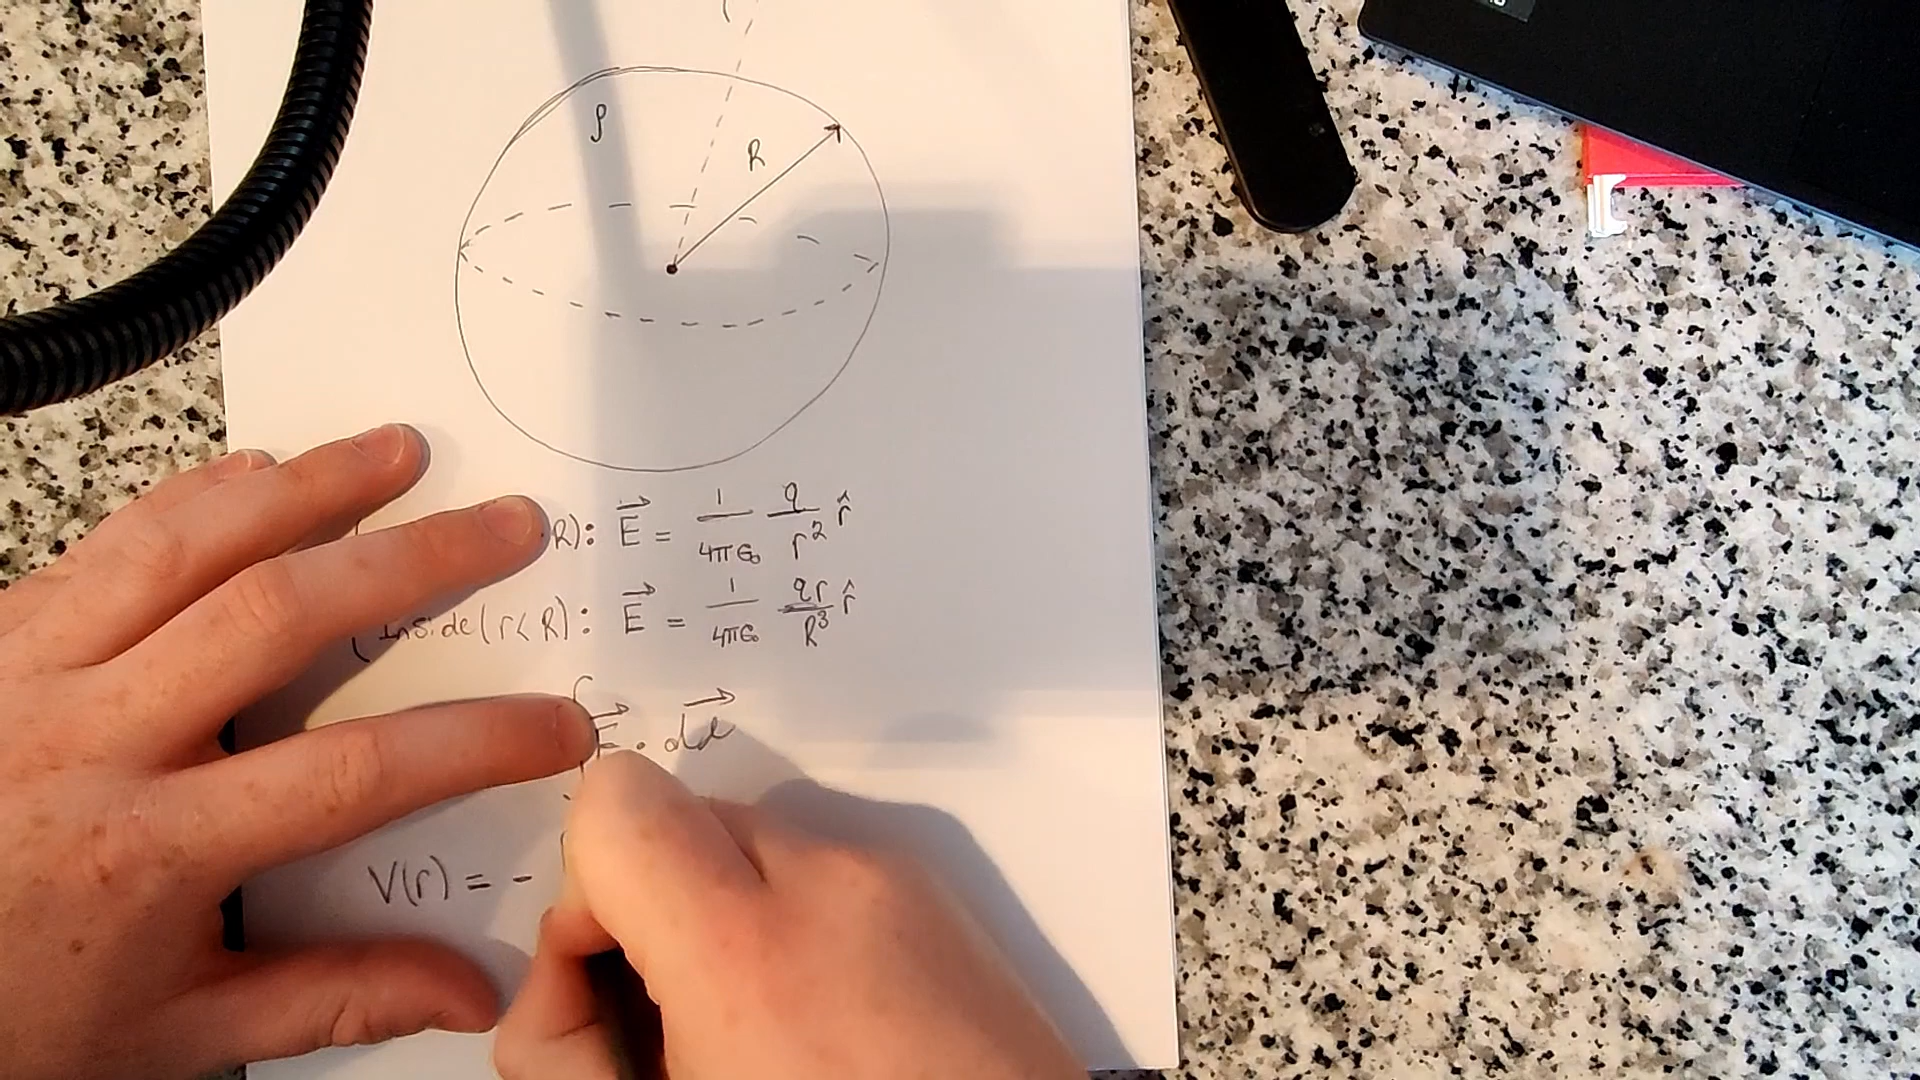 ρ
R
R): E⃗ = 1/4πϵ₀ q/r² r̂
Inside (r < R): E⃗ = 1/4πϵ₀ qr/R³ r̂
∫ E⃗ · dl⃗
V(r) = -